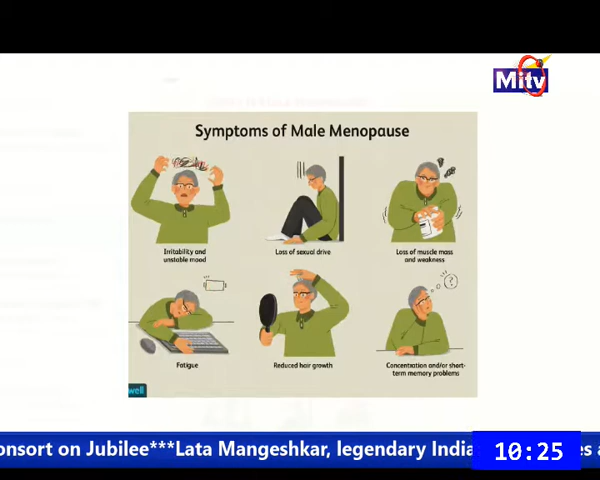 Mitv
Symptoms of Male Menopause
Irritability and
unstable mood
Loss of sexual drive
Loss of muscle mass
and weakness
Fatigue
Reduced hair growth
Concentration and/or short-
term memory problems
well
onsort on Jubilee***Lata Mangeshkar, legendary India
10:25